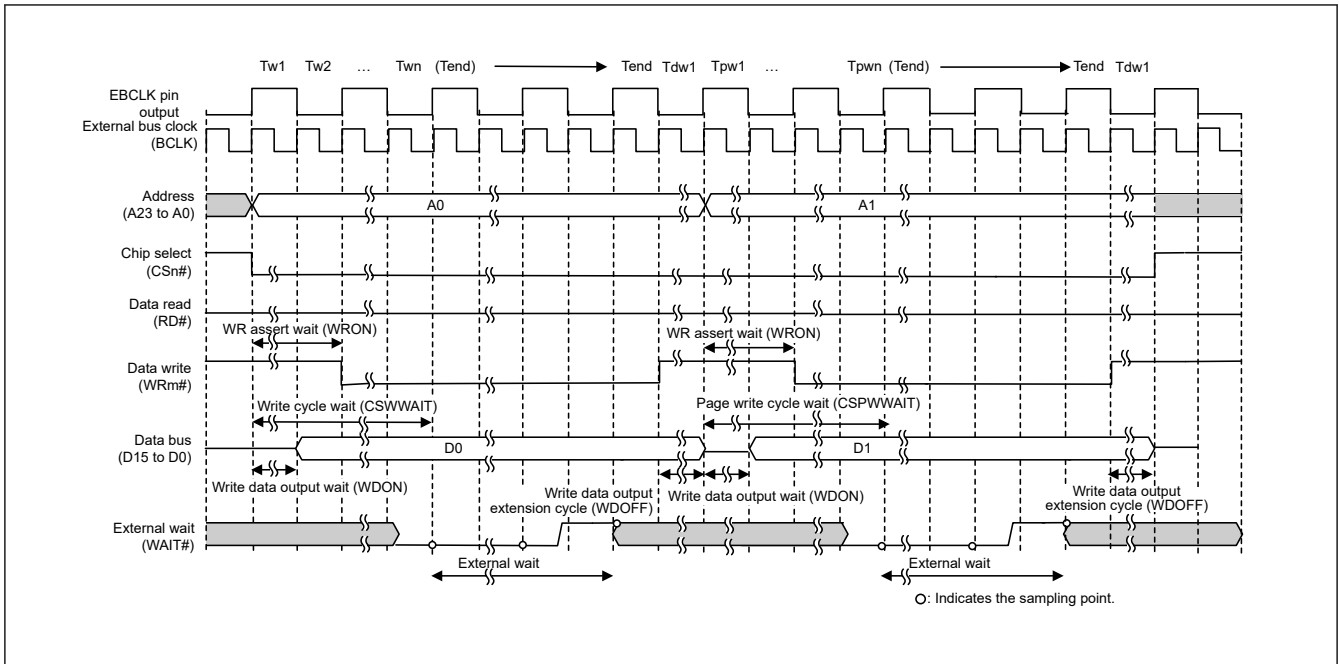 Tw1 Tw2 … Twn (Tend) Tend Tdw1 Tpw1 … Tpwn (Tend) Tend Tdw1
EBCLK pin
output
External bus clock
(BCLK)
Address
(A23 to A0)
A0 A1
Chip select
(CSn#)
Data read
(RD#)
WR assert wait (WRON) WR assert wait (WRON)
Data write
(WRm#)
Write cycle wait (CSWWAIT) Page write cycle wait (CSPWWAIT)
Data bus
(D15 to D0)
D0 D1
Write data output wait (WDON) Write data output
extension cycle (WDOFF) Write data output wait (WDON) Write data output
extension cycle (WDOFF)
External wait
(WAIT#)
External wait External wait
: Indicates the sampling point.